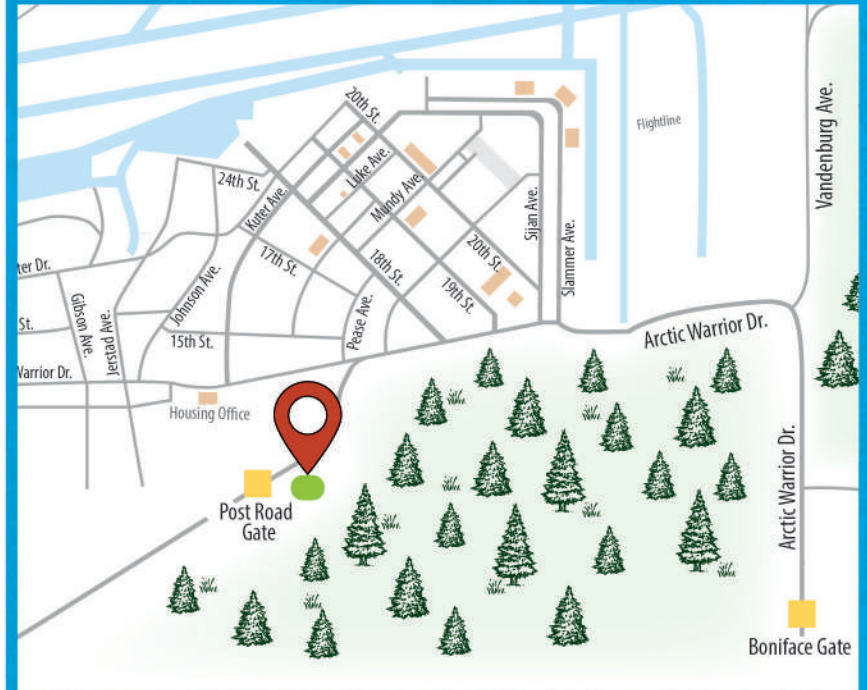 20th St.
Luke Ave.
Flightline
Vandenburg Ave.
24th St.
Kuter Ave.
Mundy Ave.
Sijan Ave.
Slammer Ave.
17th St.
18th St.
20th St.
19th St.
ter Dr.
Gibson Ave.
Jerstad Ave.
Johnson Ave.
St.
15th St.
Pease Ave.
Arctic Warrior Dr.
Warrior Dr.
Housing Office
Arctic Warrior Dr.
Post Road
Gate
Boniface Gate